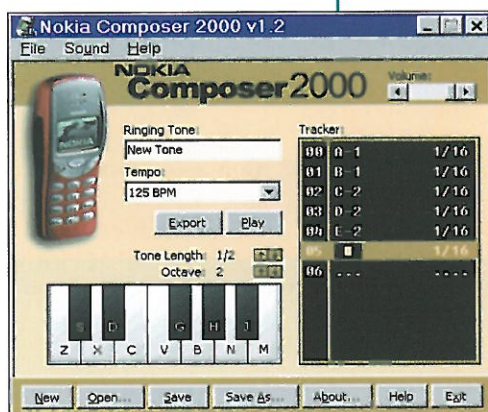 Nokia Composer 2000 v1.2
File Sound Help
NOKIA
Composer 2000
Volume:
Ringing Tone:
New Tone
Tempo:
125 BPM
Export Play
Tone Length: 1/2
Octave: 2
Tracker:
00 A-1 1/16
01 B-1 1/16
02 C-2 1/16
03 D-2 1/16
04 E-2 1/16
05 1/16
06 ... ....
NOKIA
S D G H J
Z X C V B N M
New Open... Save Save As... About... Help Exit